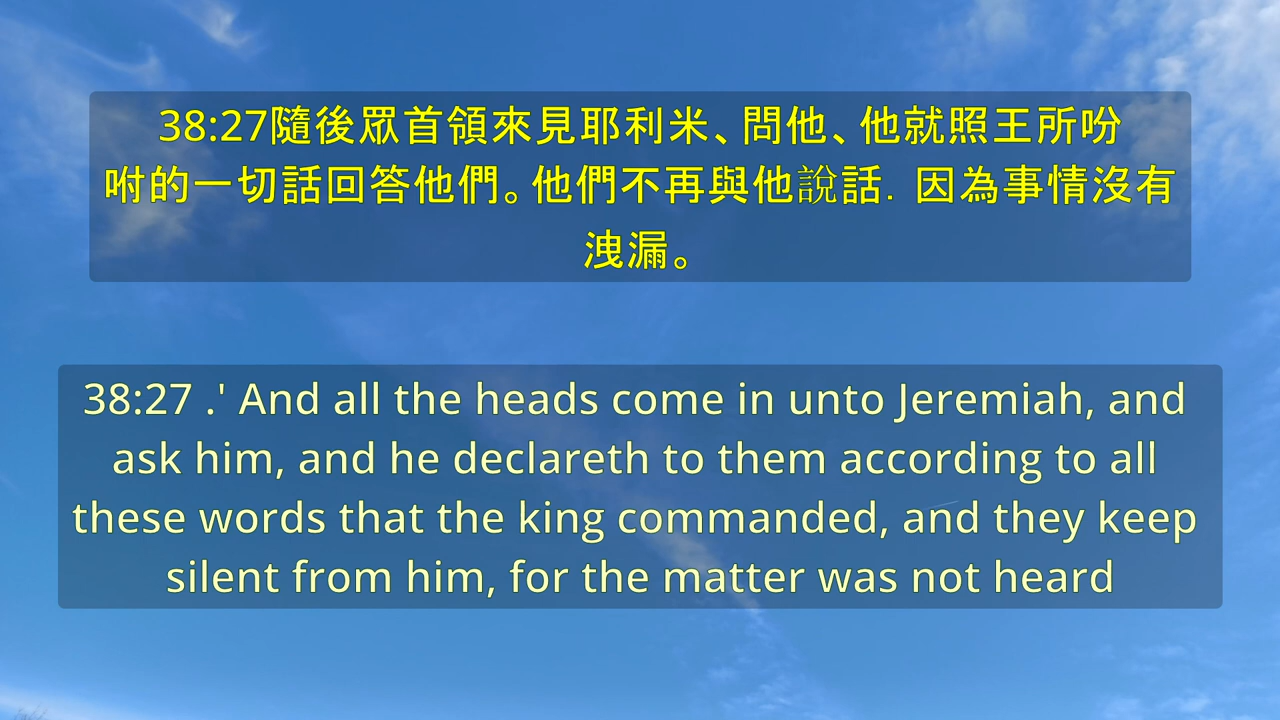 38:27隨後眾首領來見耶利米、問他、他就照王所吩
咐的一切話回答他們。他們不再與他說話．因為事情沒有
洩漏。
38:27 .' And all the heads come in unto Jeremiah, and
ask him, and he declareth to them according to all
these words that the king commanded, and they keep
silent from him, for the matter was not heard